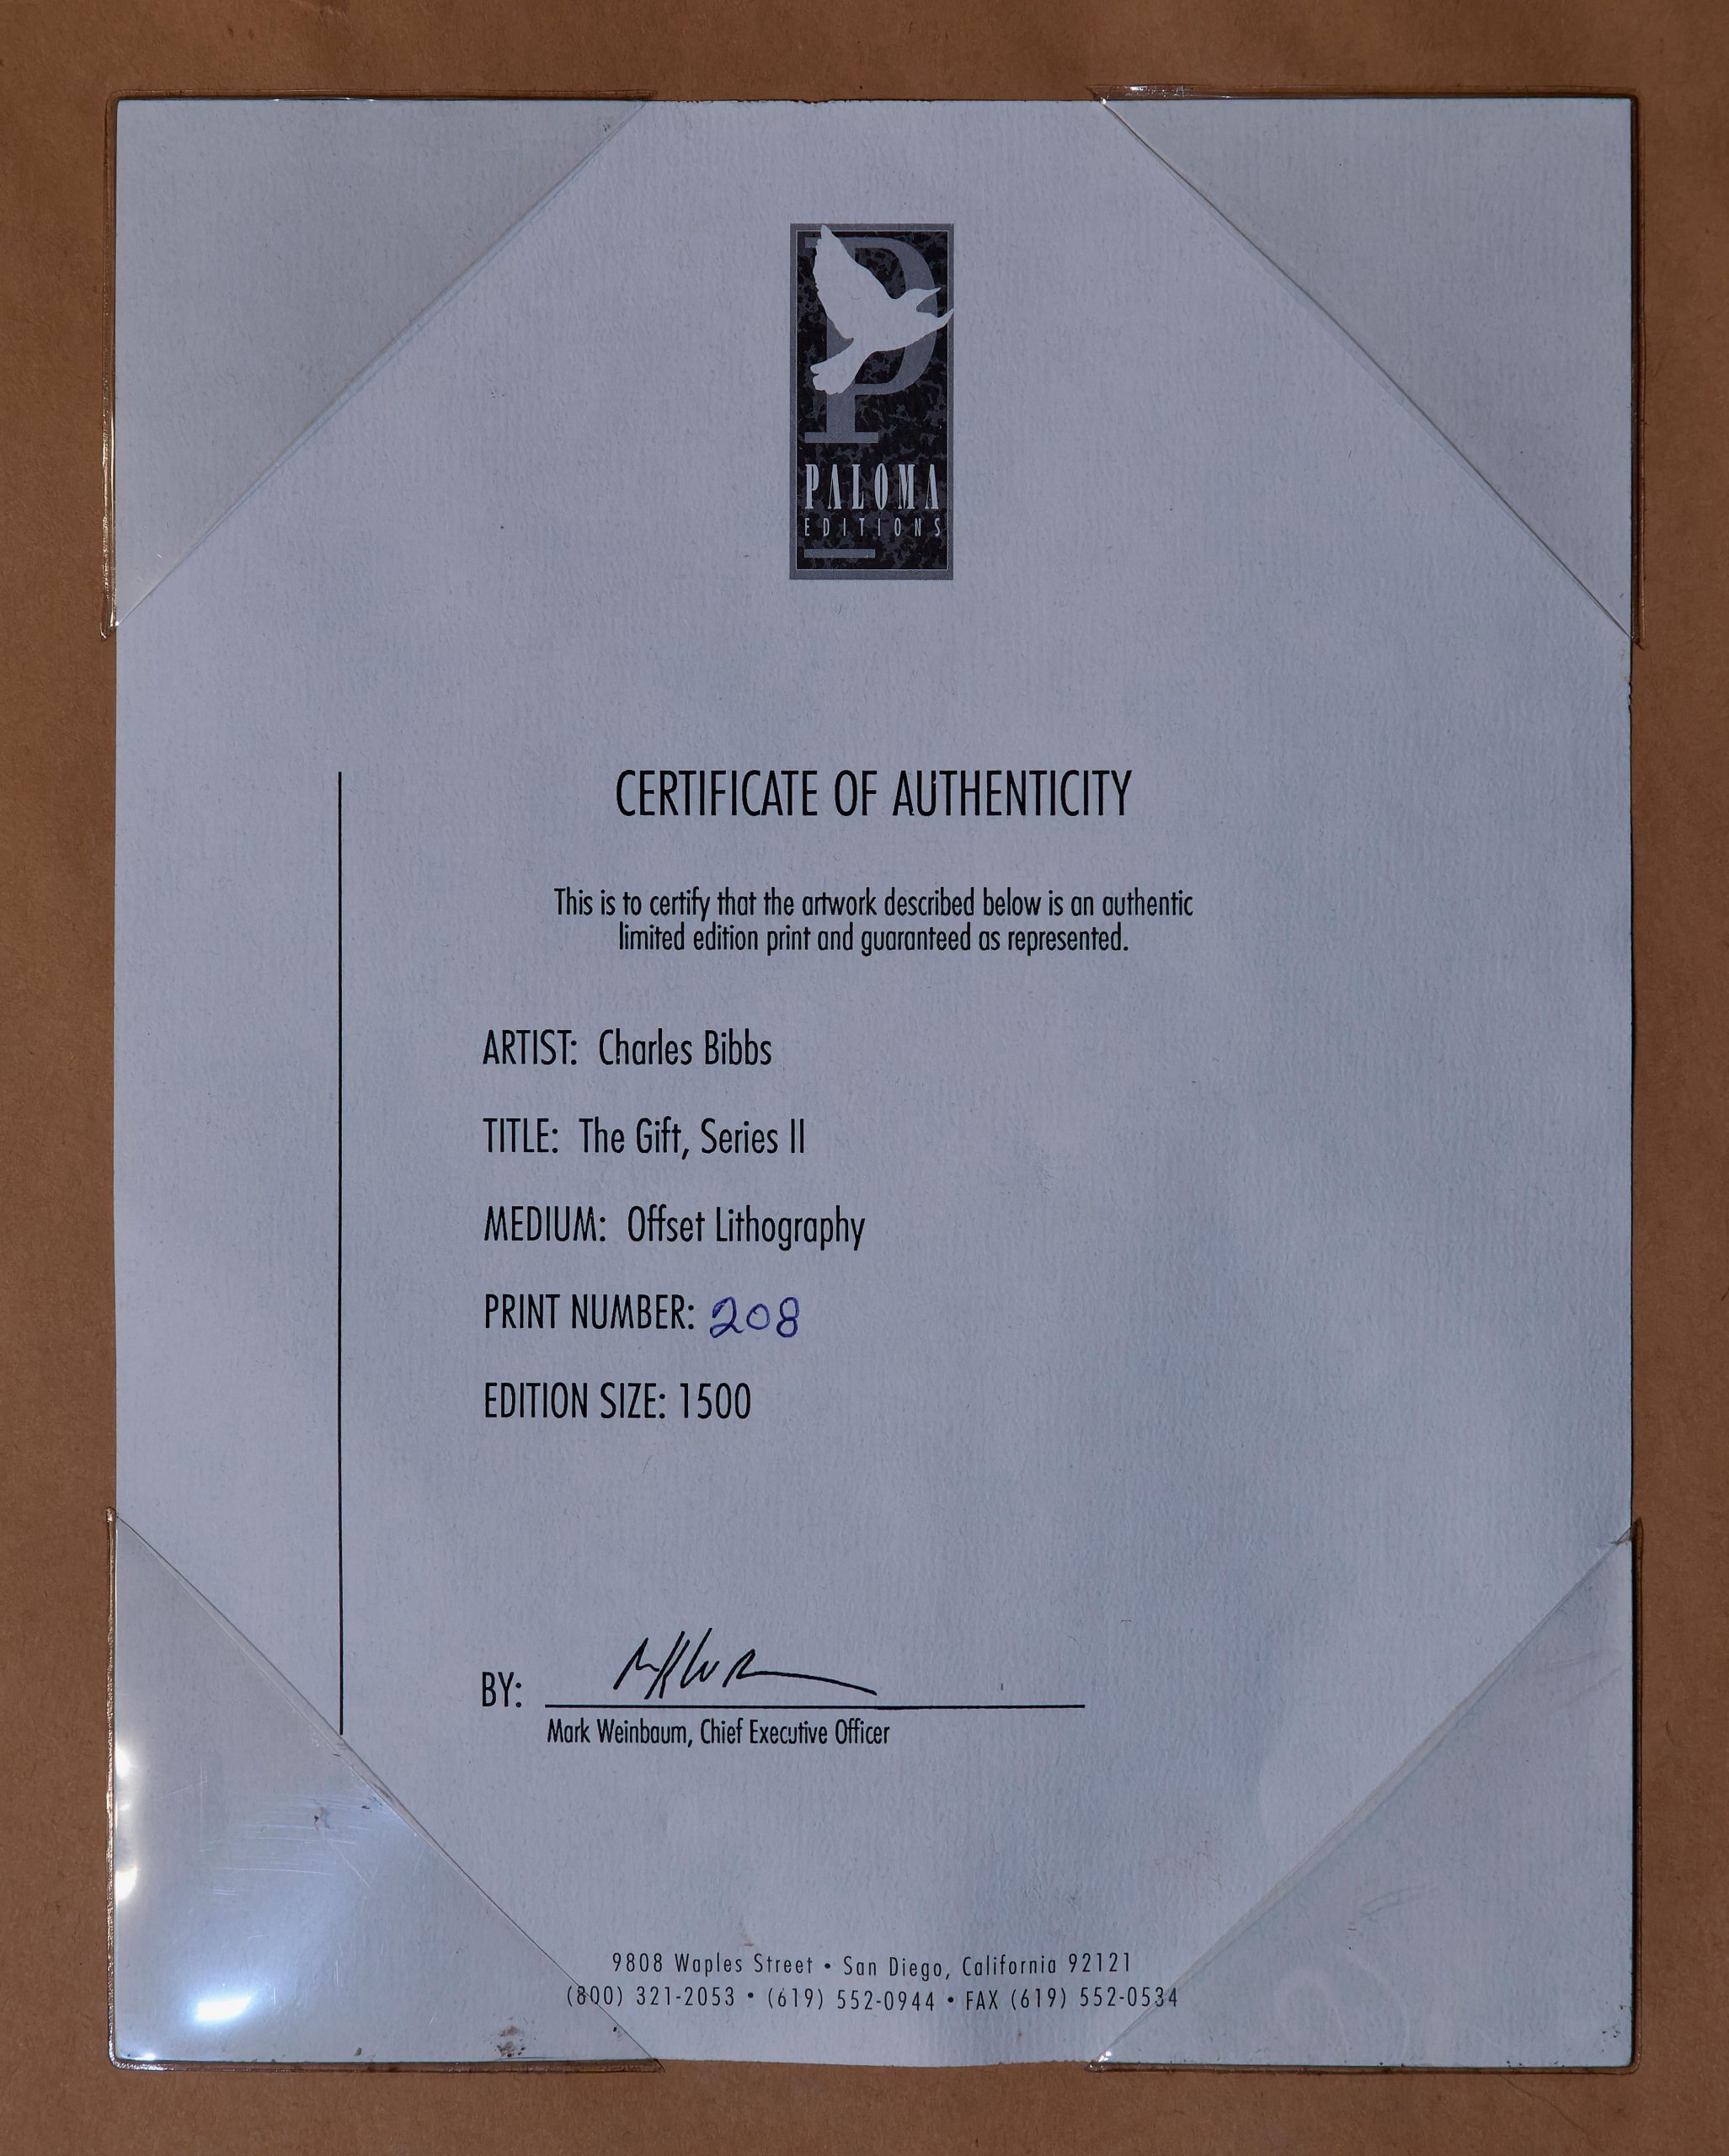 P
PALOMA
EDITIONS
CERTIFICATE OF AUTHENTICITY
This is to certify that the artwork described below is an authentic
limited edition print and guaranteed as represented.
ARTIST: Charles Bibbs
TITLE: The Gift, Series II
MEDIUM: Offset Lithography
PRINT NUMBER: 208
EDITION SIZE: 1500
BY:
Mark Weinbaum, Chief Executive Officer
9808 Waples Street • San Diego, California 92121
(800) 321-2053 • (619) 552-0944 • FAX (619) 552-0534